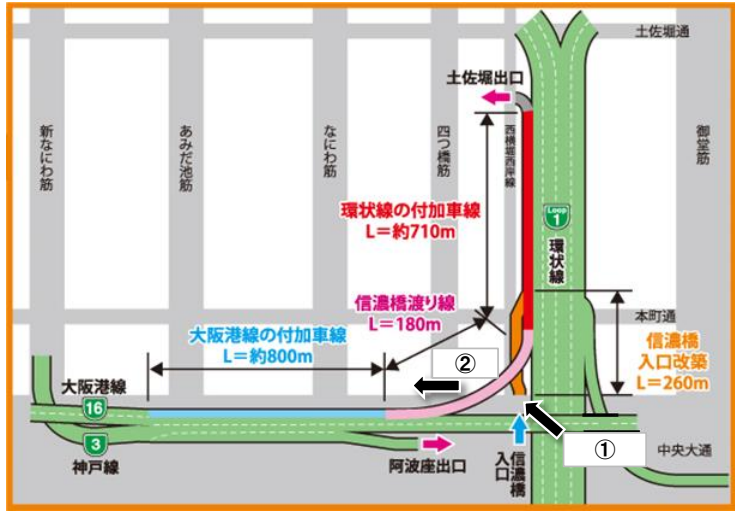 土佐堀通
土佐堀出口
新なにわ筋
あみだ池筋
なにわ筋
四つ橋筋
西横堀西岸線
御堂筋
環状線の付加車線
L=約710m
Loop
1
環状線
信濃橋渡り線
L=180m
本町通
大阪港線の付加車線
L=約800m
信濃橋
入口改築
L=260m
②
大阪港線
16
3
神戸線
阿波座出口
信濃橋
入口
①
中央大通